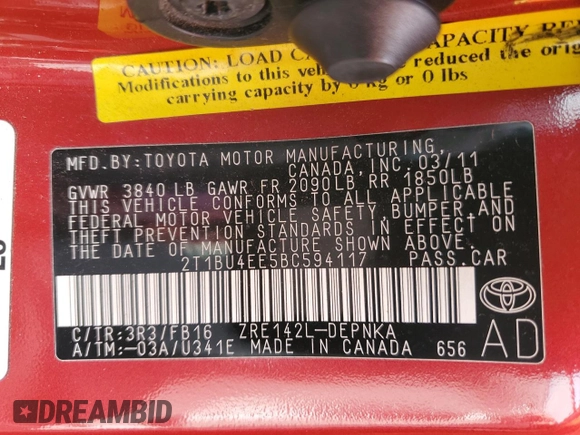 CAUTION: LOAD CAPACITY RE
Modifications to this reduced the orig
carrying capacity by kg or 0 lbs
MFD.BY:TOYOTA MOTOR MANUFACTURING,
CANADA,INC.03/11
GVWR 3840 LB GAWR FR 2090LB RR 1850LB
THIS VEHICLE CONFORMS TO ALL APPLICABLE
FEDERAL MOTOR VEHICLE SAFETY,BUMPER,AND
THEFT PREVENTION STANDARDS IN EFFECT ON
THE DATE OF MANUFACTURE SHOWN ABOVE.
2T1BU4EE5BC594117 PASS.CAR
C/TR:3R3/FB16 ZRE142L-DEPNKA
A/TM:-03A/U341E MADE IN CANADA 656
TOYOTA
AD
DREAMBID